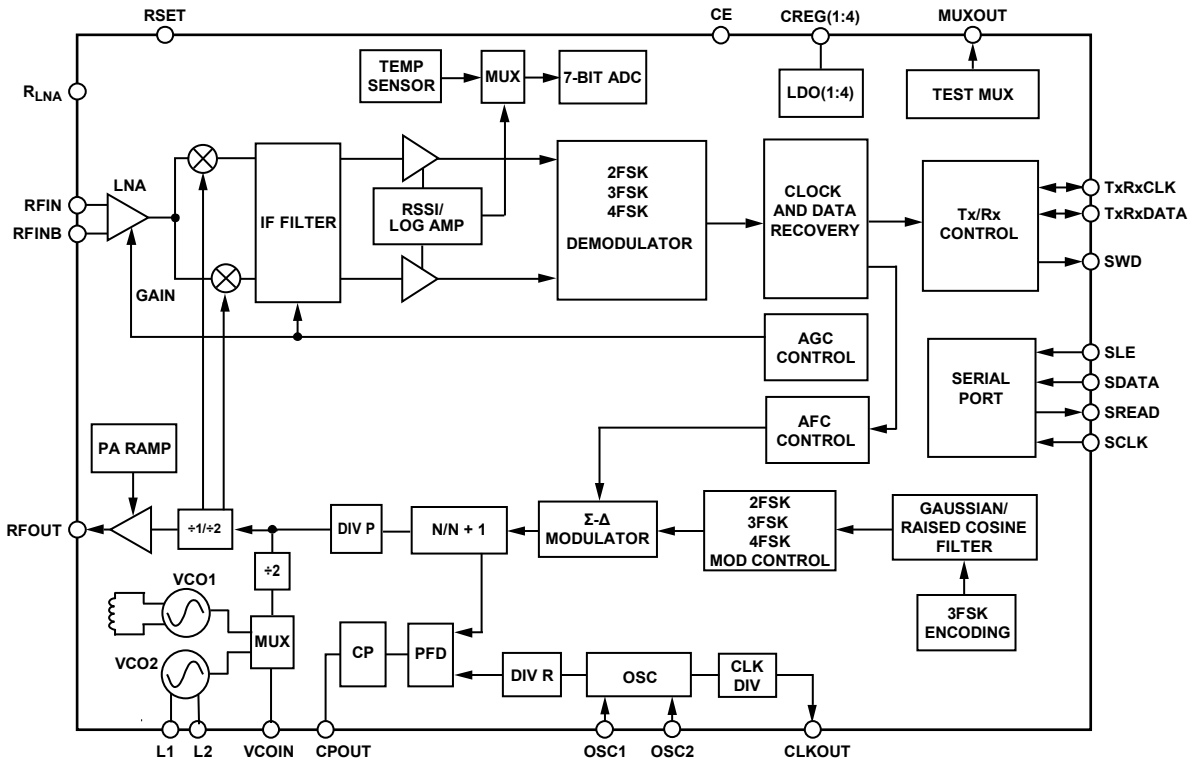 RSET
CE
CREG(1:4)
MUXOUT
R_LNA
TEMP
SENSOR
MUX
7-BIT ADC
LDO(1:4)
TEST MUX
LNA
RFIN
RFINB
GAIN
IF FILTER
RSSI/
LOG AMP
2FSK
3FSK
4FSK
DEMODULATOR
CLOCK
AND DATA
RECOVERY
Tx/Rx
CONTROL
TxRxCLK
TxRxDATA
SWD
AGC
CONTROL
SERIAL
PORT
SLE
SDATA
SREAD
SCLK
AFC
CONTROL
PA RAMP
RFOUT
÷1/÷2
DIV P
N/N + 1
Σ-Δ
MODULATOR
2FSK
3FSK
4FSK
MOD CONTROL
GAUSSIAN/
RAISED COSINE
FILTER
÷2
VCO1
MUX
VCO2
3FSK
ENCODING
CP
PFD
DIV R
OSC
CLK
DIV
L1
L2
VCOIN
CPOUT
OSC1
OSC2
CLKOUT